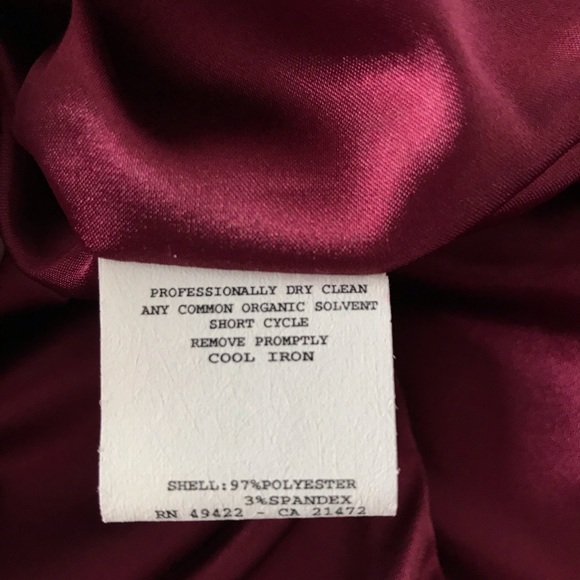 PROFESSIONALLY DRY CLEAN
ANY COMMON ORGANIC SOLVENT
SHORT CYCLE
REMOVE PROMPTLY
COOL IRON
SHELL:97%POLYESTER
3%SPANDEX
RN 49422 - CA 21472